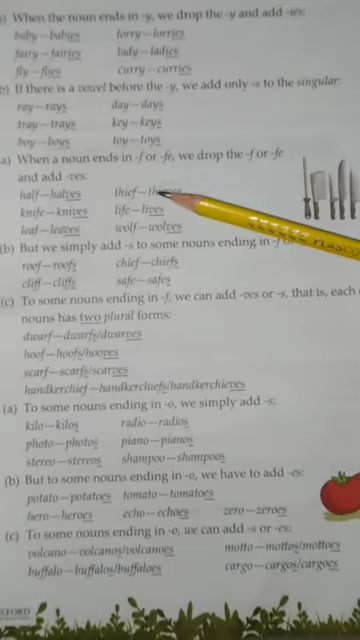 When the noun ends in -y, we drop the -y and add -ies:
baby—babies lorry—lorries
fairy—fairies lady—ladies
fly—flies curry—curries
b) If there is a vowel before the -y, we add only -s to the singular:
ray—rays day—days
tray—trays key—keys
boy—boys toy—toys
a) When a noun ends in -f or -fe, we drop the -f or -fe
and add -ves:
half—halves thief—
knife—knives life—lives
leaf—leaves wolf—wolves
(b) But we simply add -s to some nouns ending in -f
roof—roofs chief—chiefs
cliff—cliffs safe—safes
(c) To some nouns ending in -f, we can add -ves or -s, that is, each
nouns has two plural forms:
dwarf—dwarfs/dwarves
hoof—hoofs/hooves
scarf—scarfs/scarves
handkerchief—handkerchiefs/handkerchieves
(a) To some nouns ending in -o, we simply add -s:
kilo—kilos radio—radios
photo—photos piano—pianos
stereo—stereos shampoo—shampoos
(b) But to some nouns ending in -o, we have to add -es:
potato—potatoes tomato—tomatoes
hero—heroes echo—echoes zero—zeroes
(c) To some nouns ending in -o, we can add -s or -es:
volcano—volcanos/volcanoes motto—mottos/mottoes
buffalo—buffalos/buffaloes cargo—cargos/cargoes